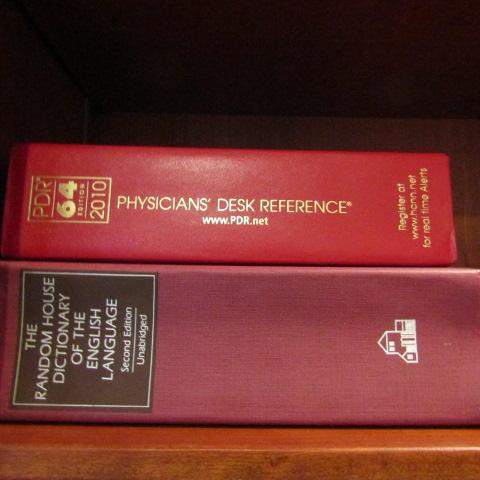 PDR®
64
EDITION
2010
PHYSICIANS' DESK REFERENCE®
www.PDR.net
Register at
www.hcnn.net
for real time Alerts
THE
RANDOM HOUSE
DICTIONARY
OF THE
ENGLISH
LANGUAGE
Second Edition
Unabridged